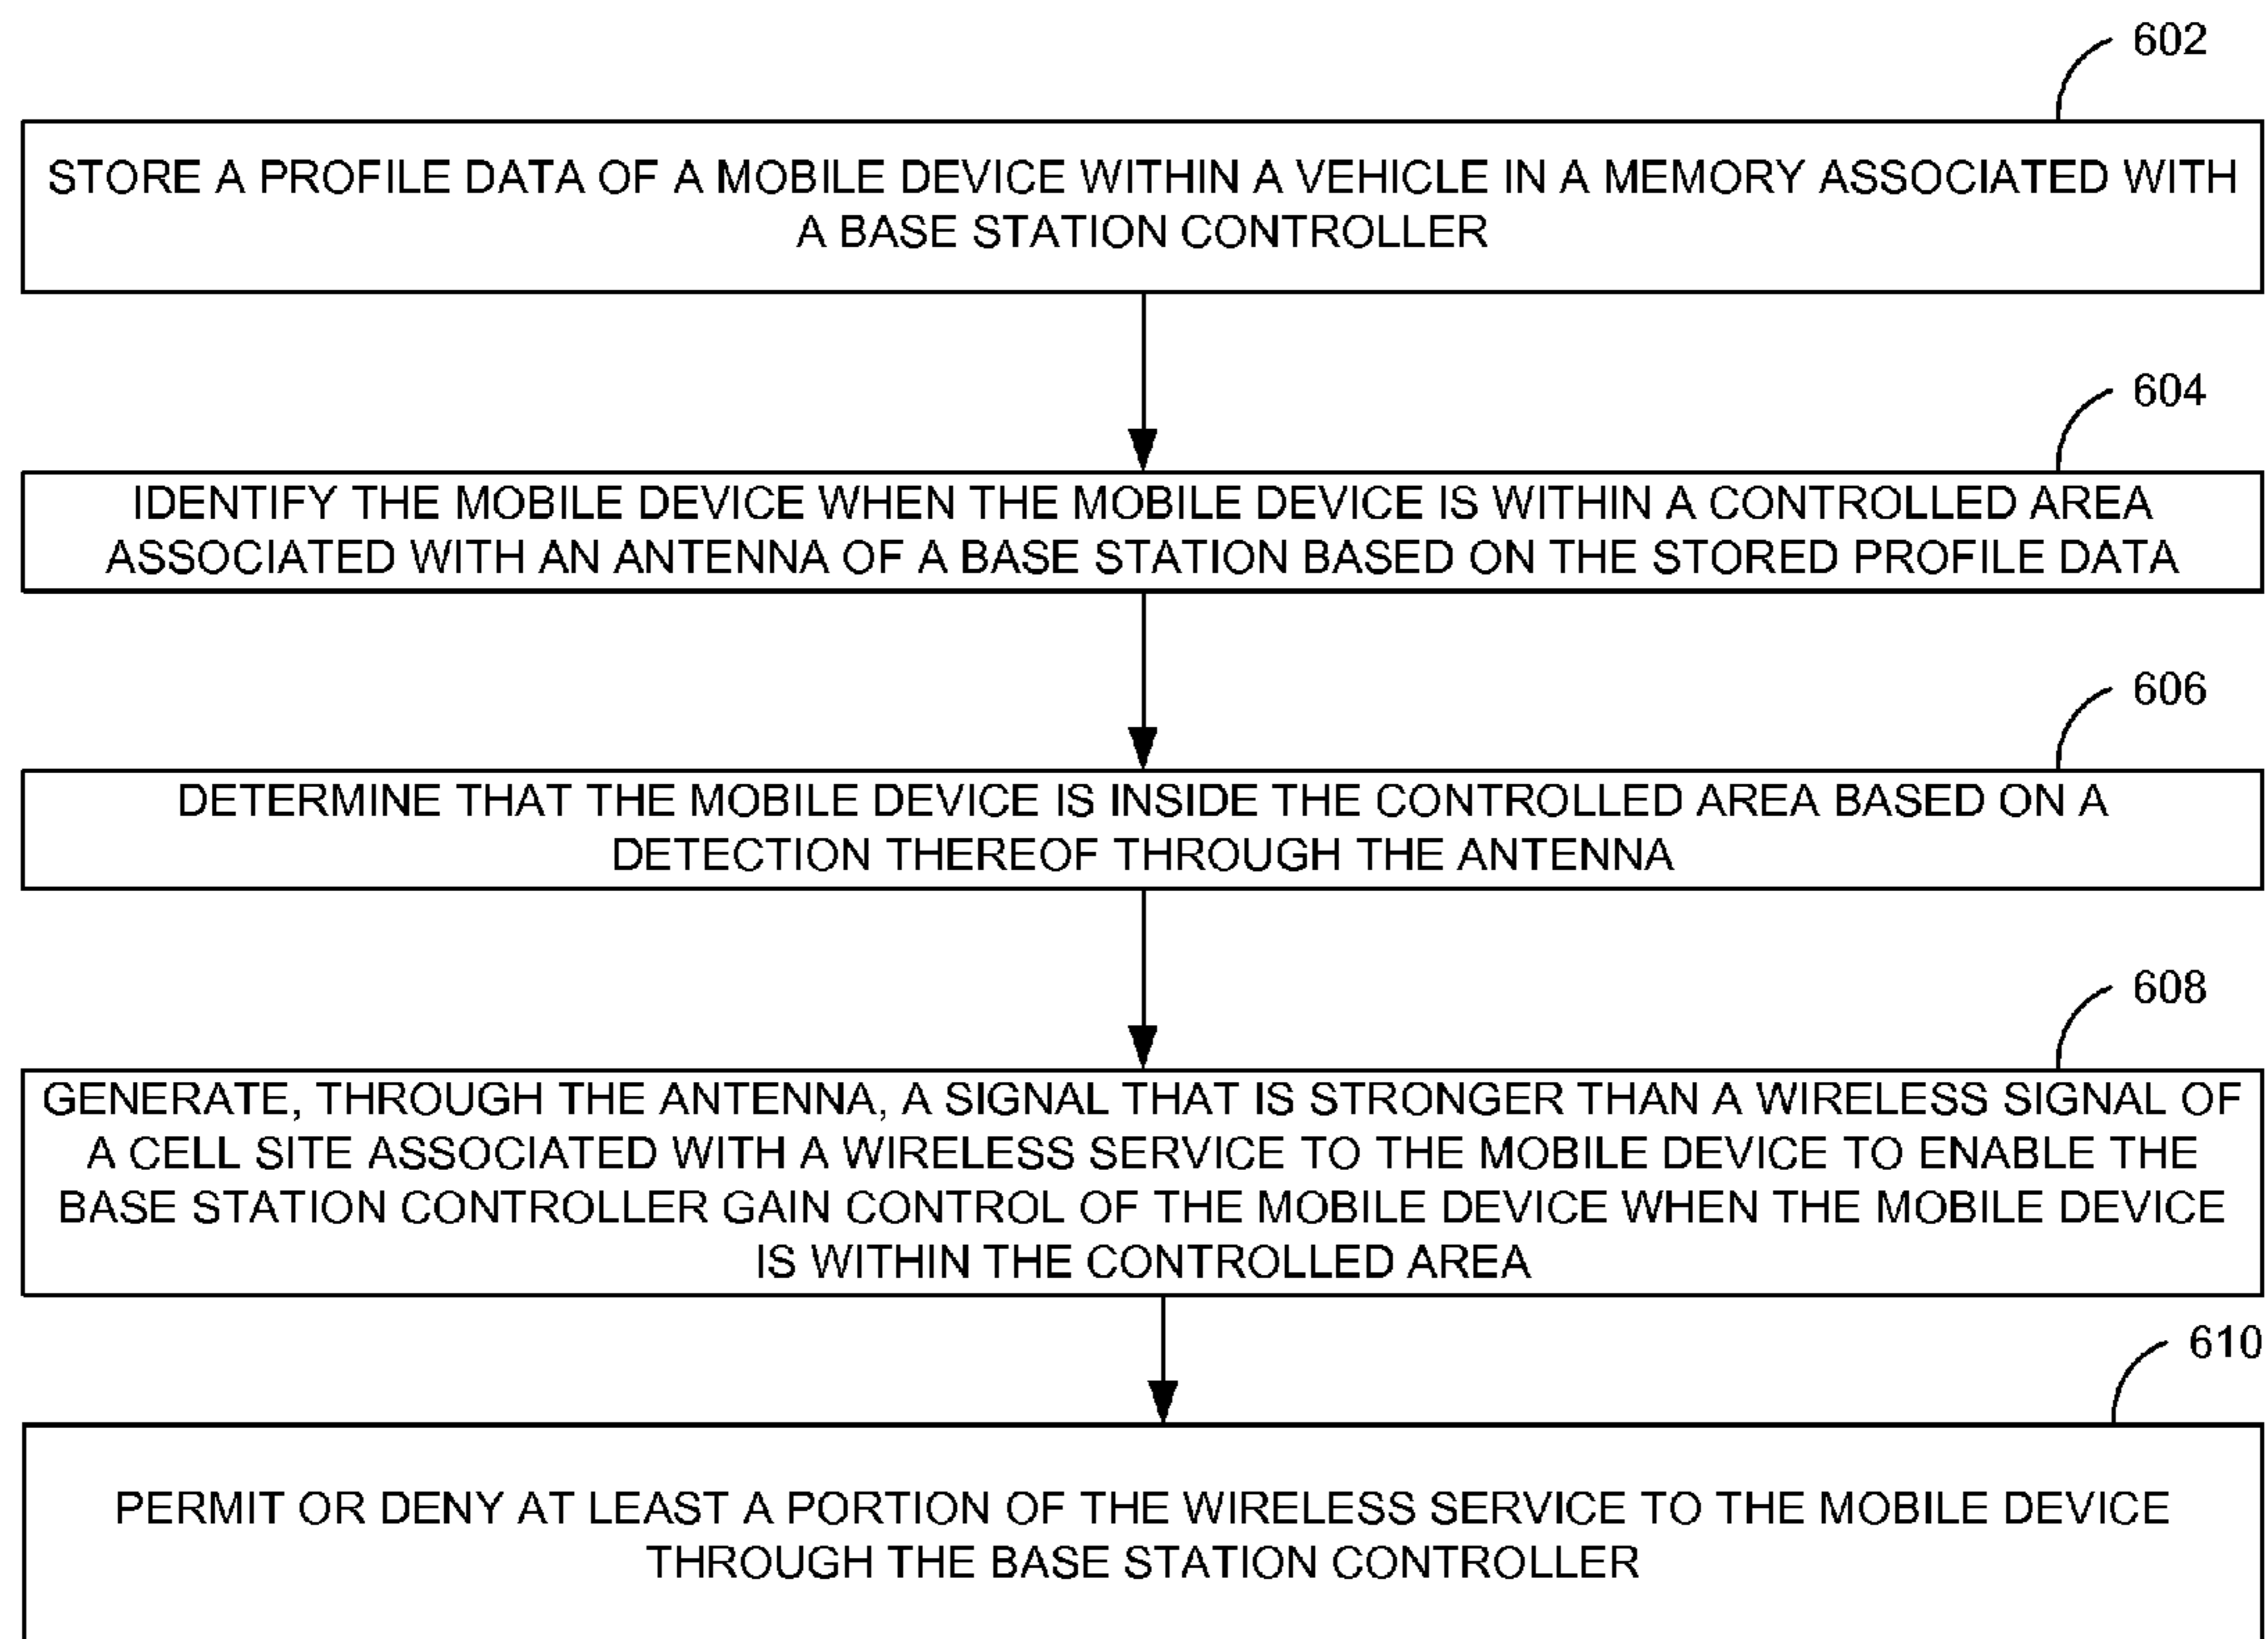 602
STORE A PROFILE DATA OF A MOBILE DEVICE WITHIN A VEHICLE IN A MEMORY ASSOCIATED WITH
A BASE STATION CONTROLLER
604
IDENTIFY THE MOBILE DEVICE WHEN THE MOBILE DEVICE IS WITHIN A CONTROLLED AREA
ASSOCIATED WITH AN ANTENNA OF A BASE STATION BASED ON THE STORED PROFILE DATA
606
DETERMINE THAT THE MOBILE DEVICE IS INSIDE THE CONTROLLED AREA BASED ON A
DETECTION THEREOF THROUGH THE ANTENNA
608
GENERATE, THROUGH THE ANTENNA, A SIGNAL THAT IS STRONGER THAN A WIRELESS SIGNAL OF
A CELL SITE ASSOCIATED WITH A WIRELESS SERVICE TO THE MOBILE DEVICE TO ENABLE THE
BASE STATION CONTROLLER GAIN CONTROL OF THE MOBILE DEVICE WHEN THE MOBILE DEVICE
IS WITHIN THE CONTROLLED AREA
610
PERMIT OR DENY AT LEAST A PORTION OF THE WIRELESS SERVICE TO THE MOBILE DEVICE
THROUGH THE BASE STATION CONTROLLER